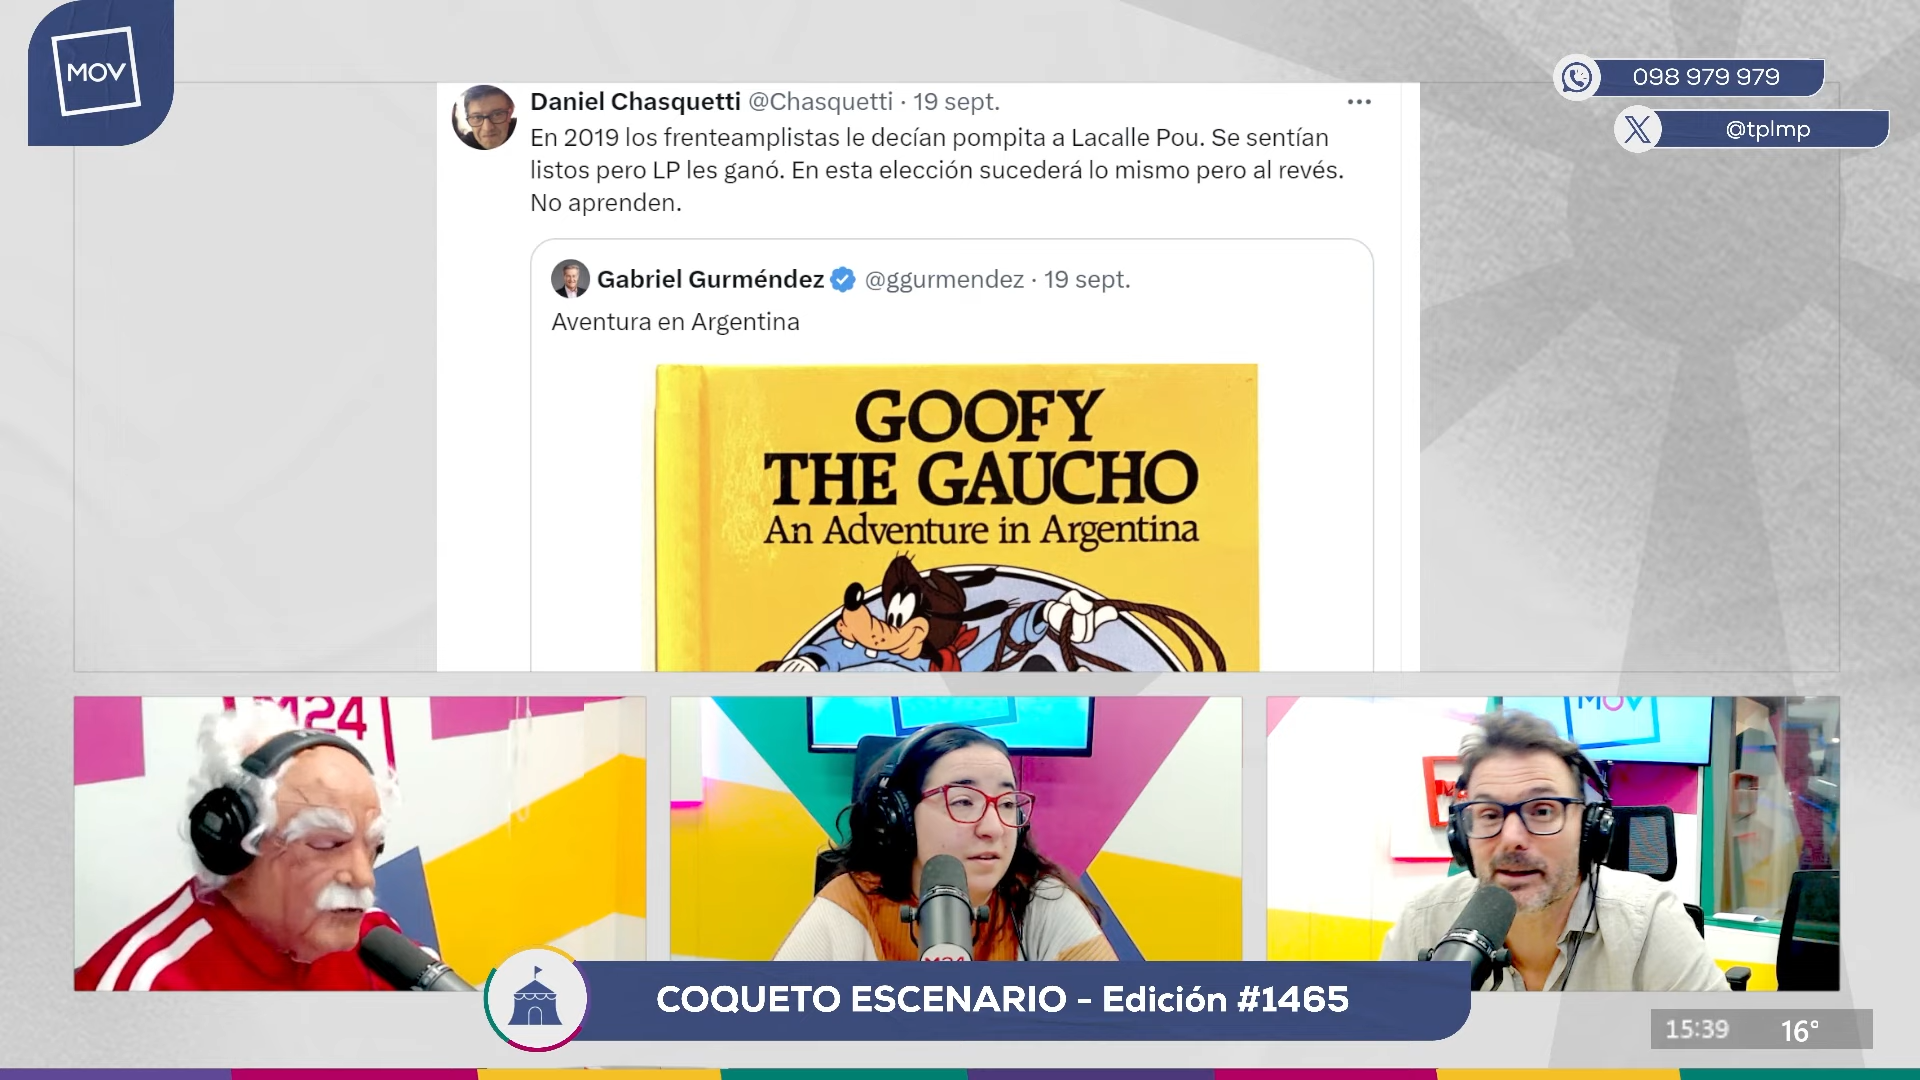 MOV
098 979 979
@tplmp
Daniel Chasquetti @Chasquetti · 19 sept.
En 2019 los frenteamplistas le decían pompita a Lacalle Pou. Se sentían
listos pero LP les ganó. En esta elección sucederá lo mismo pero al revés.
No aprenden.
Gabriel Gurméndez @ggurmendez · 19 sept.
Aventura en Argentina
GOOFY
THE GAUCHO
An Adventure in Argentina
M24
MOV
M24
COQUETO ESCENARIO - Edición #1465
15:39 16°